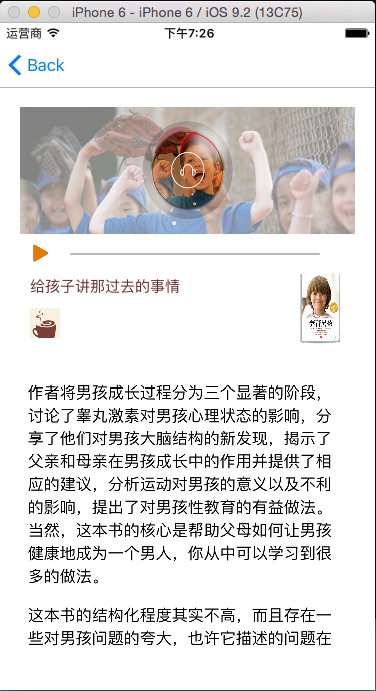 iPhone 6 - iPhone 6 / iOS 9.2 (13C75)
运营商
下午7:26
Back
给孩子讲那过去的事情
养育男孩
作者将男孩成长过程分为三个显著的阶段，
讨论了睾丸激素对男孩心理状态的影响，分
享了他们对男孩大脑结构的新发现，揭示了
父亲和母亲在男孩成长中的作用并提供了相
应的建议，分析运动对男孩的意义以及不利
的影响，提出了对男孩性教育的有益做法。
当然，这本书的核心是帮助父母如何让男孩
健康地成为一个男人，你从中可以学习到很
多的做法。
这本书的结构化程度其实不高，而且存在一
些对男孩问题的夸大，也许它描述的问题在